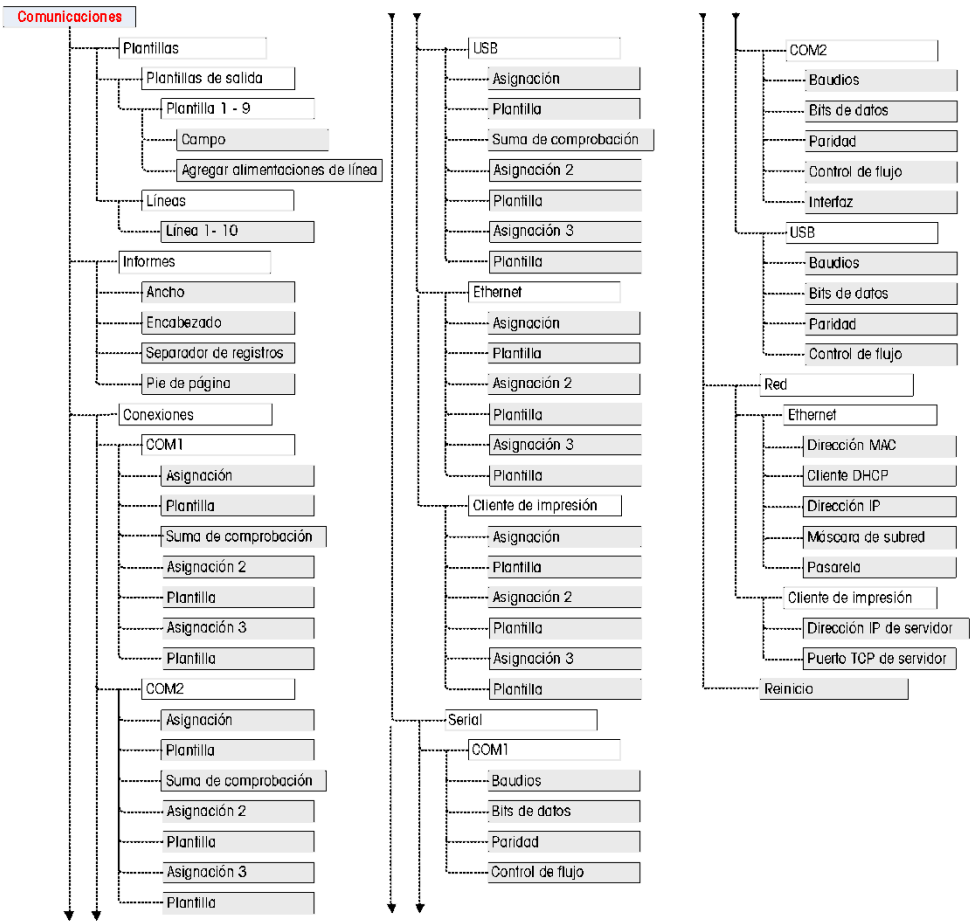 Comunicaciones
Plantillas
Plantillas de salida
Plantilla 1 - 9
Campo
Agregar alimentaciones de línea
Líneas
Línea 1- 10
Informes
Ancho
Encabezado
Separador de registros
Pie de página
Conexiones
COM1
Asignación
Plantilla
Suma de comprobación
Asignación 2
Plantilla
Asignación 3
Plantilla
COM2
Asignación
Plantilla
Suma de comprobación
Asignación 2
Plantilla
Asignación 3
Plantilla
USB
Asignación
Plantilla
Suma de comprobación
Asignación 2
Plantilla
Asignación 3
Plantilla
Ethernet
Asignación
Plantilla
Asignación 2
Plantilla
Asignación 3
Plantilla
Cliente de impresión
Asignación
Plantilla
Asignación 2
Plantilla
Asignación 3
Plantilla
Serial
COM1
Baudios
Bits de datos
Paridad
Control de flujo
COM2
Baudios
Bits de datos
Paridad
Control de flujo
Interfaz
USB
Baudios
Bits de datos
Paridad
Control de flujo
Red
Ethernet
Dirección MAC
Cliente DHCP
Dirección IP
Máscara de subred
Pasarela
Cliente de impresión
Dirección IP de servidor
Puerto TCP de servidor
Reinicio